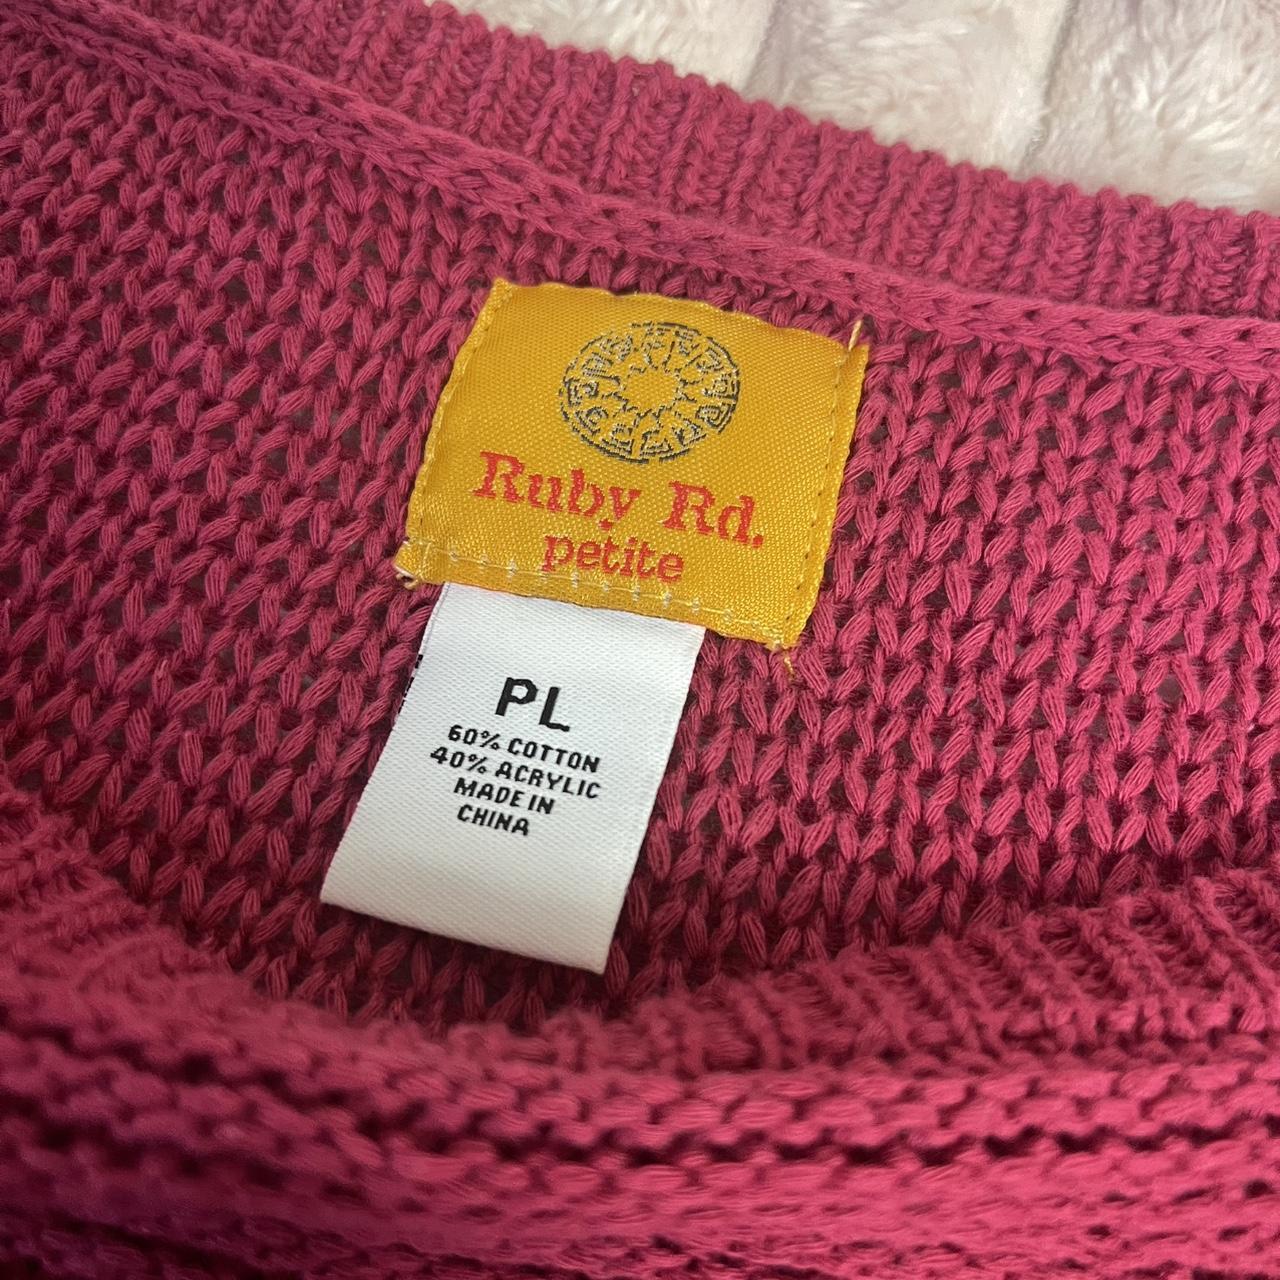 Ruby Rd.
petite
PL
60% COTTON
40% ACRYLIC
MADE IN
CHINA